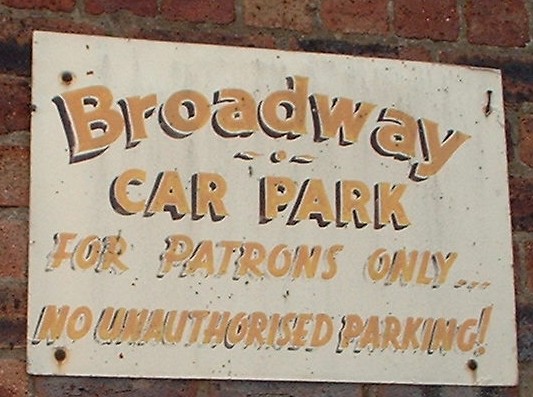 Broadway
CAR PARK
FOR PATRONS ONLY...
NO UNAUTHORISED PARKING!